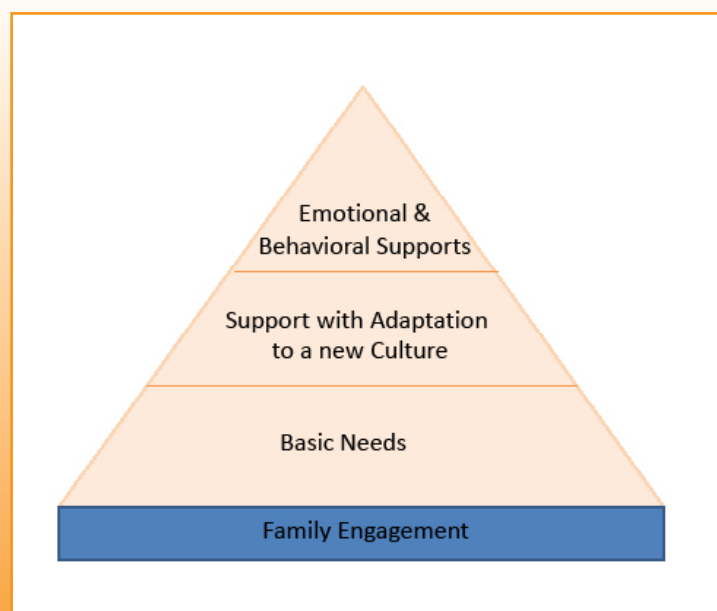 Emotional &
Behavioral Supports
Support with Adaptation
to a new Culture
Basic Needs
Family Engagement